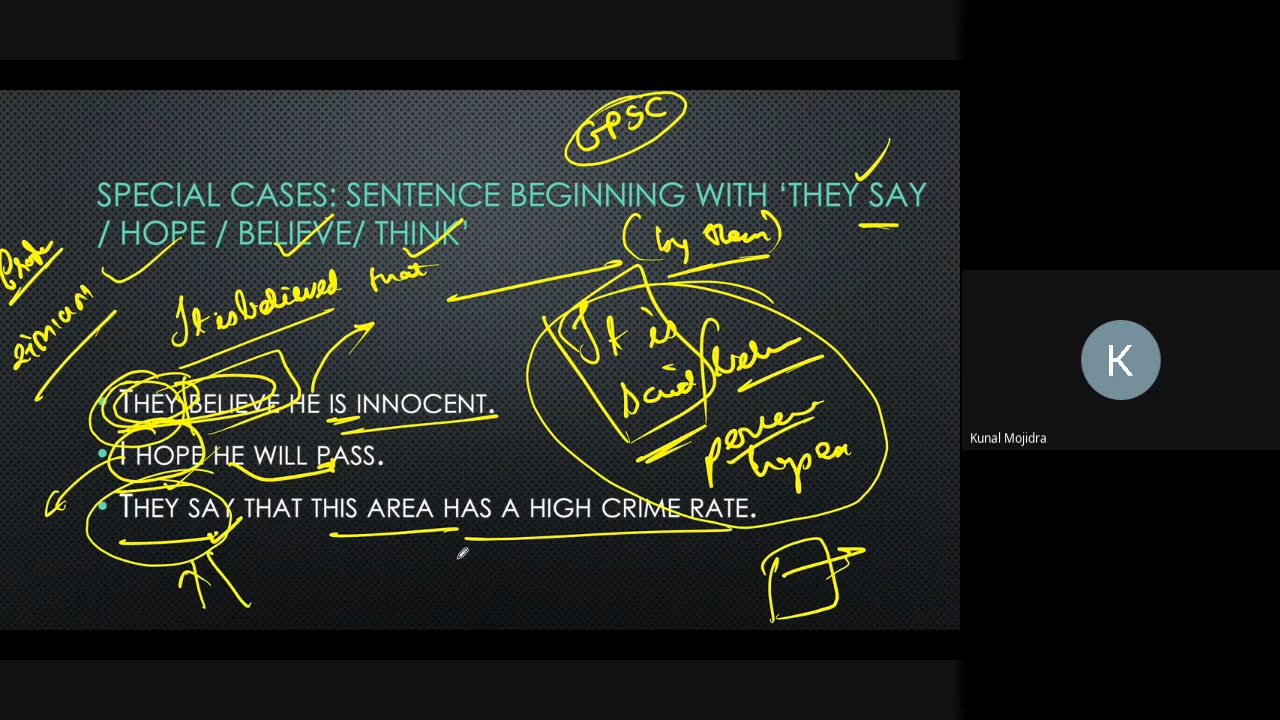 GPSC
SPECIAL CASES: SENTENCE BEGINNING WITH ‘THEY SAY
/ HOPE / BELIEVE/ THINK’
(by them)
It is believed that
It is
said
• THEY BELIEVE HE IS INNOCENT.
• I HOPE HE WILL PASS.
• THEY SAY THAT THIS AREA HAS A HIGH CRIME RATE.
K
Kunal Mojidra